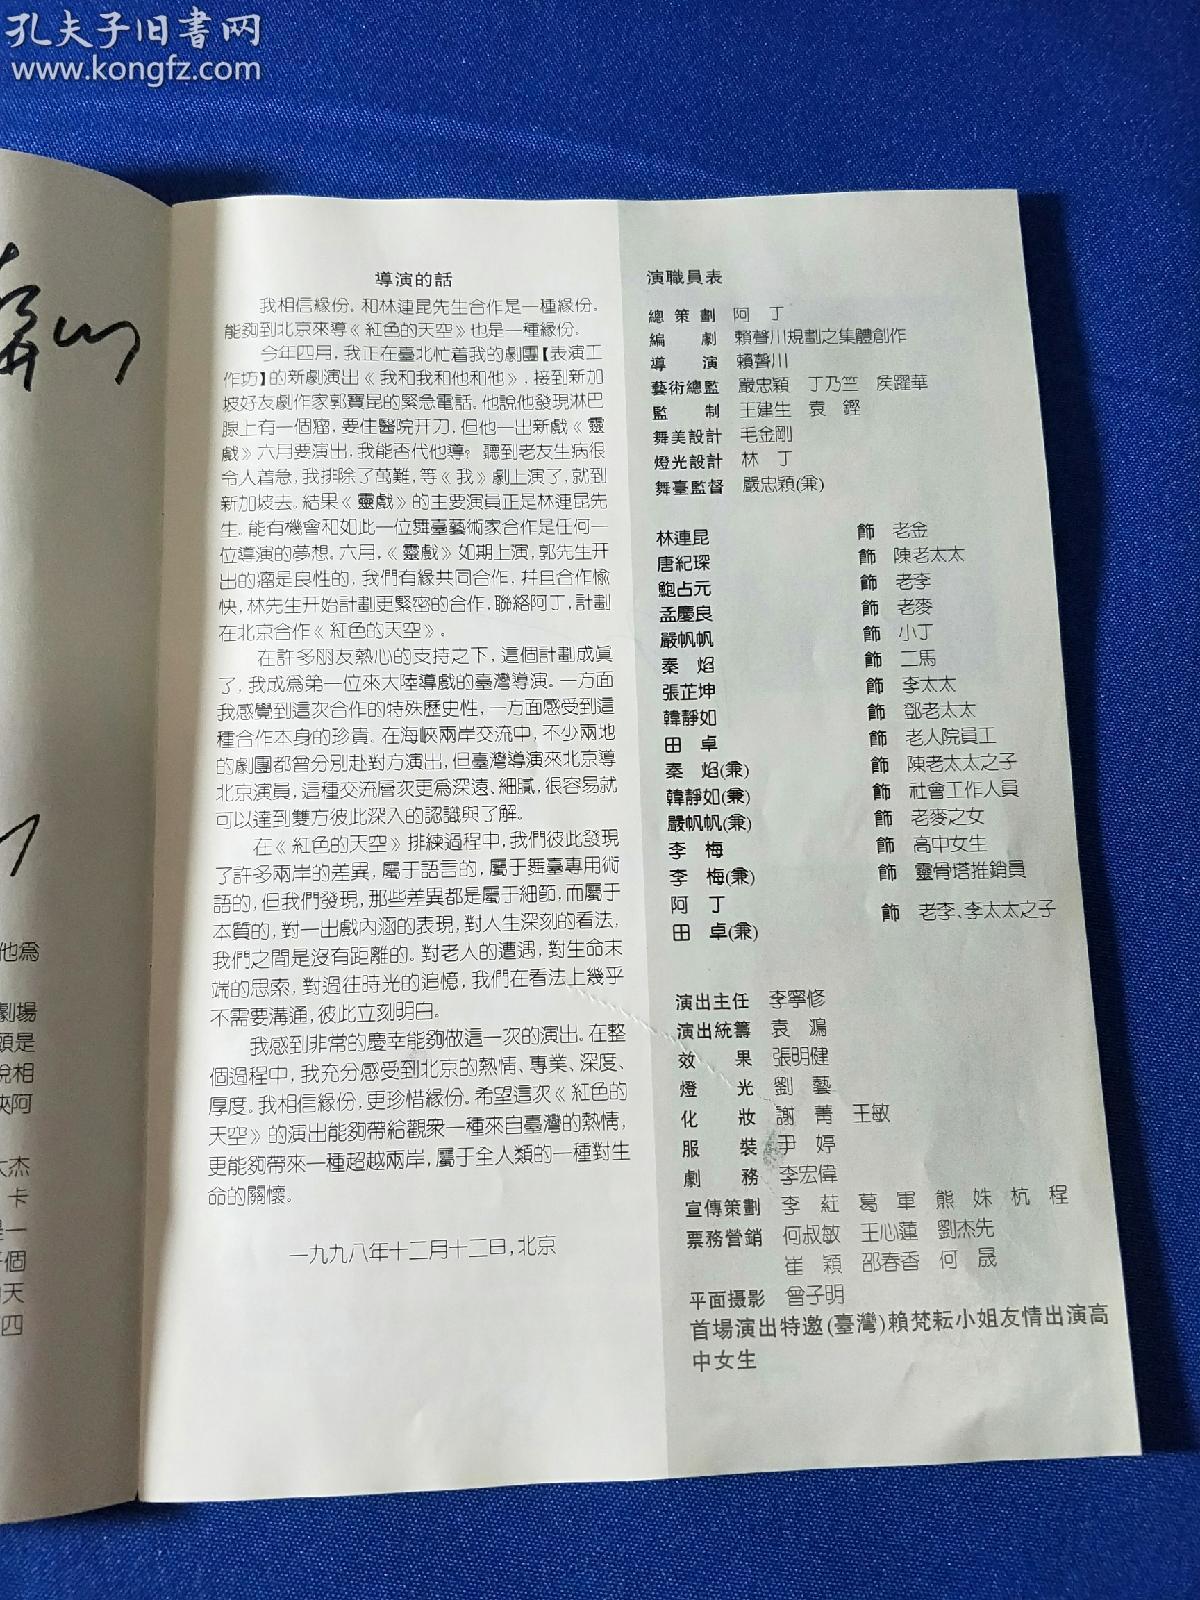 孔夫子旧書网
www.kongfz.com
他爲
劇場
頭是
說相
俠阿
大杰
卡
是一
個
天
四
導演的話
我相信緣份。和林連昆先生合作是一種緣份。
能夠到北京來導《紅色的天空》也是一種緣份。
今年四月，我正在臺北忙着我的劇團【表演工
作坊】的新劇演出《我和我和他和他》，接到新加
坡好友劇作家郭寶昆的緊急電話。他說他發現淋巴
腺上有一個瘤，要住醫院开刀，但他一出新戲《靈
戲》六月要演出，我能否代他導？聽到老友生病很
令人着急，我排除了萬難，等《我》劇上演了，就到
新加坡去。結果《靈戲》的主要演員正是林連昆先
生。能有機會和如此一位舞臺藝術家合作是任何一
位導演的夢想。六月，《靈戲》如期上演，郭先生开
出的瘤是良性的，我們有緣共同合作，幷且合作愉
快，林先生开始計劃更緊密的合作，聯絡阿丁，計劃
在北京合作《紅色的天空》。
在許多朋友熱心的支持之下，這個計劃成眞
了，我成爲第一位來大陸導戲的臺灣導演。一方面
我感覺到這次合作的特殊歷史性，一方面感受到這
種合作本身的珍貴。在海峽兩岸交流中，不少兩地
的劇團都曾分別赴對方演出，但臺灣導演來北京導
北京演員，這種交流層次更爲深遠、細膩，很容易就
可以達到雙方彼此深入的認識與了解。
在《紅色的天空》排練過程中，我們彼此發現
了許多兩岸的差異，屬于語言的，屬于舞臺專用術
語的，但我們發現，那些差異都是屬于細節，而屬于
本質的，對一出戲內涵的表現，對人生深刻的看法，
我們之間是沒有距離的。對老人的遭遇，對生命末
端的思索，對過往時光的追憶，我們在看法上幾乎
不需要溝通，彼此立刻明白。
我感到非常的慶幸能夠做這一次的演出。在整
個過程中，我充分感受到北京的熱情、專業、深度、
厚度。我相信緣份，更珍惜緣份。希望這次《紅色的
天空》的演出能夠帶給觀衆一種來自臺灣的熱情，
更能夠帶來一種超越兩岸，屬于全人類的一種對生
命的關懷。
一九九八年十二月十二日，北京
演職員表
總策劃 阿丁
編劇 賴聲川規劃之集體創作
導演 賴聲川
藝術總監 嚴忠穎 丁乃竺 侯躍華
監制 王建生 袁鏗
舞美設計 毛金剛
燈光設計 林丁
舞臺監督 嚴忠穎(兼)
林連昆 飾 老金
唐紀琛 飾 陳老太太
鮑占元 飾 老李
孟慶良 飾 老麥
嚴帆帆 飾 小丁
秦焰 飾 二馬
張芷坤 飾 李太太
韓靜如 飾 鄧老太太
田卓 飾 老人院員工
秦焰(兼) 飾 陳老太太之子
韓靜如(兼) 飾 社會工作人員
嚴帆帆(兼) 飾 老麥之女
李梅 飾 高中女生
李梅(兼) 飾 靈骨塔推銷員
阿丁
田卓(兼) 飾 老李、李太太之子
演出主任 李寧修
演出統籌 袁鴻
效果 張明健
燈光 劉藝
化妝 謝菁 王敏
服裝 尹婷
劇務 李宏偉
宣傳策劃 李紅 葛軍 熊姝 杭程
票務營銷 何叔敏 王心蓮 劉杰先
崔穎 邵春香 何晟
平面摄影 曾子明
首場演出特邀(臺灣)賴梵耘小姐友情出演高
中女生